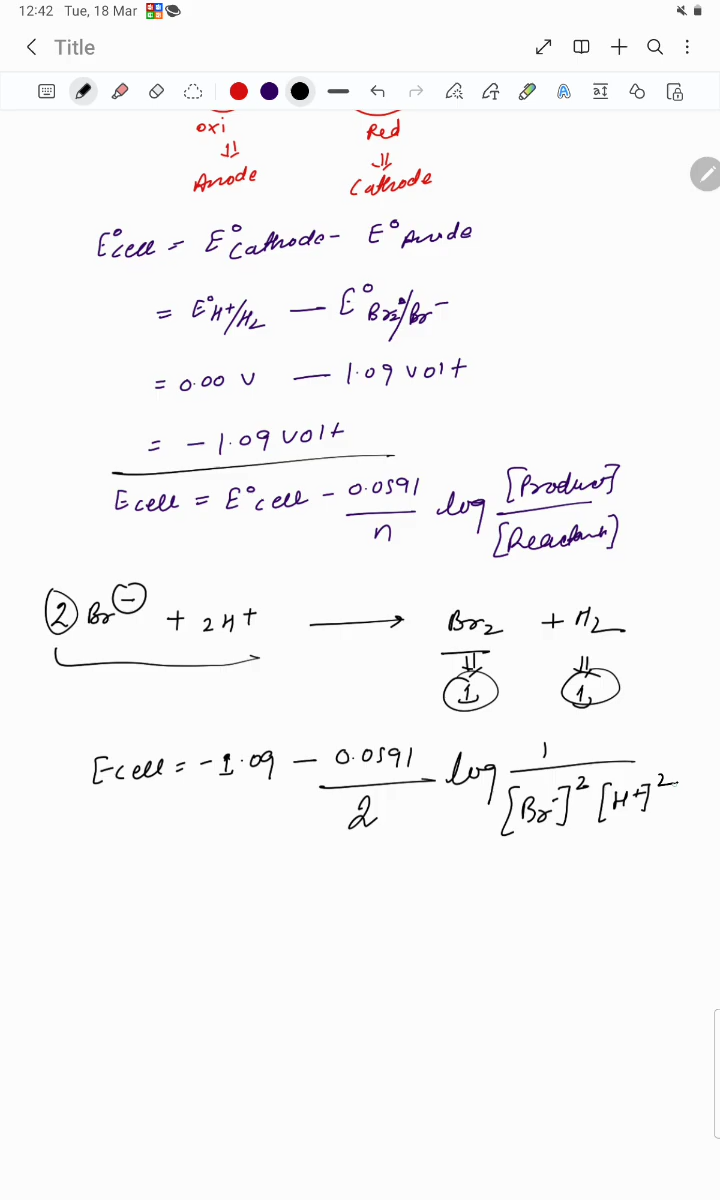 12:42 Tue, 18 Mar
Title
oxi Red
⇓ ⇓
Anode Cathode
E°cell = E°Cathode - E°Anode
= E°H+/H2 — E°Br2/Br-
= 0.00 V — 1.09 volt
= - 1.09 volt
Ecell = E°cell - 0.0591/n log [Product]/[Reactant]
2 Br⊖ + 2H+ → Br2 + H2
⇓ ⇓
1 1
Ecell = -1.09 — 0.0591/2 log 1/[Br-]² [H+]²